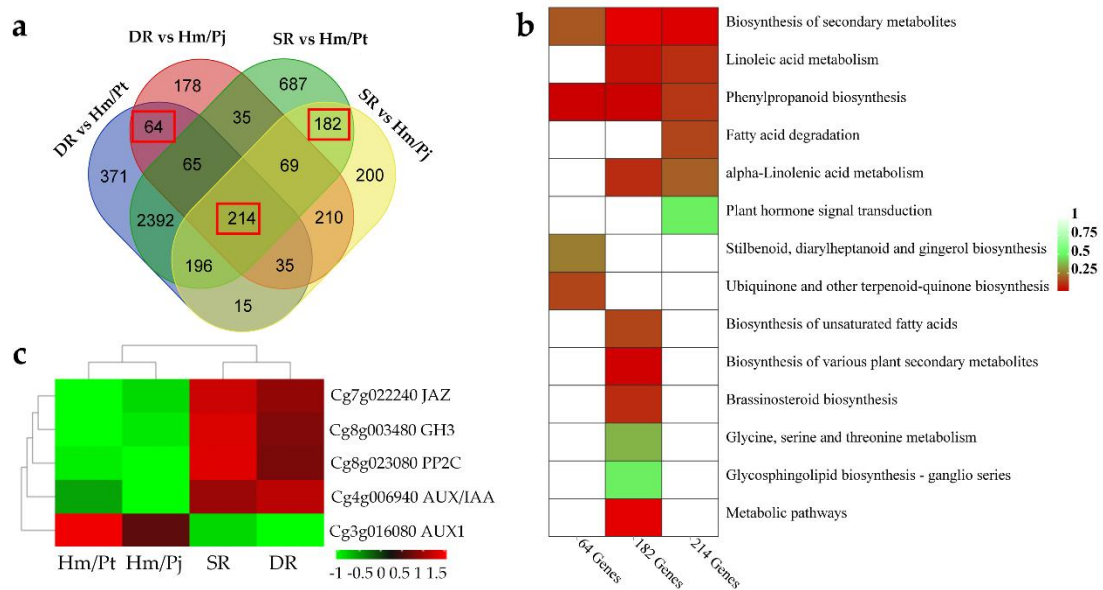 a
DR vs Hm/Pj
SR vs Hm/Pt
DR vs Hm/Pt
SR vs Hm/Pj
178
687
64
35
182
371
65
69
200
2392
214
210
196
35
15
b
Biosynthesis of secondary metabolites
Linoleic acid metabolism
Phenylpropanoid biosynthesis
Fatty acid degradation
alpha-Linolenic acid metabolism
Plant hormone signal transduction
Stilbenoid, diarylheptanoid and gingerol biosynthesis
Ubiquinone and other terpenoid-quinone biosynthesis
Biosynthesis of unsaturated fatty acids
Biosynthesis of various plant secondary metabolites
Brassinosteroid biosynthesis
Glycine, serine and threonine metabolism
Glycosphingolipid biosynthesis - ganglio series
Metabolic pathways
1
0.75
0.5
0.25
64 Genes
182 Genes
214 Genes
c
Cg7g022240 JAZ
Cg8g003480 GH3
Cg8g023080 PP2C
Cg4g006940 AUX/IAA
Cg3g016080 AUX1
Hm/Pt Hm/Pj SR DR
-1 -0.5 0 0.5 1 1.5